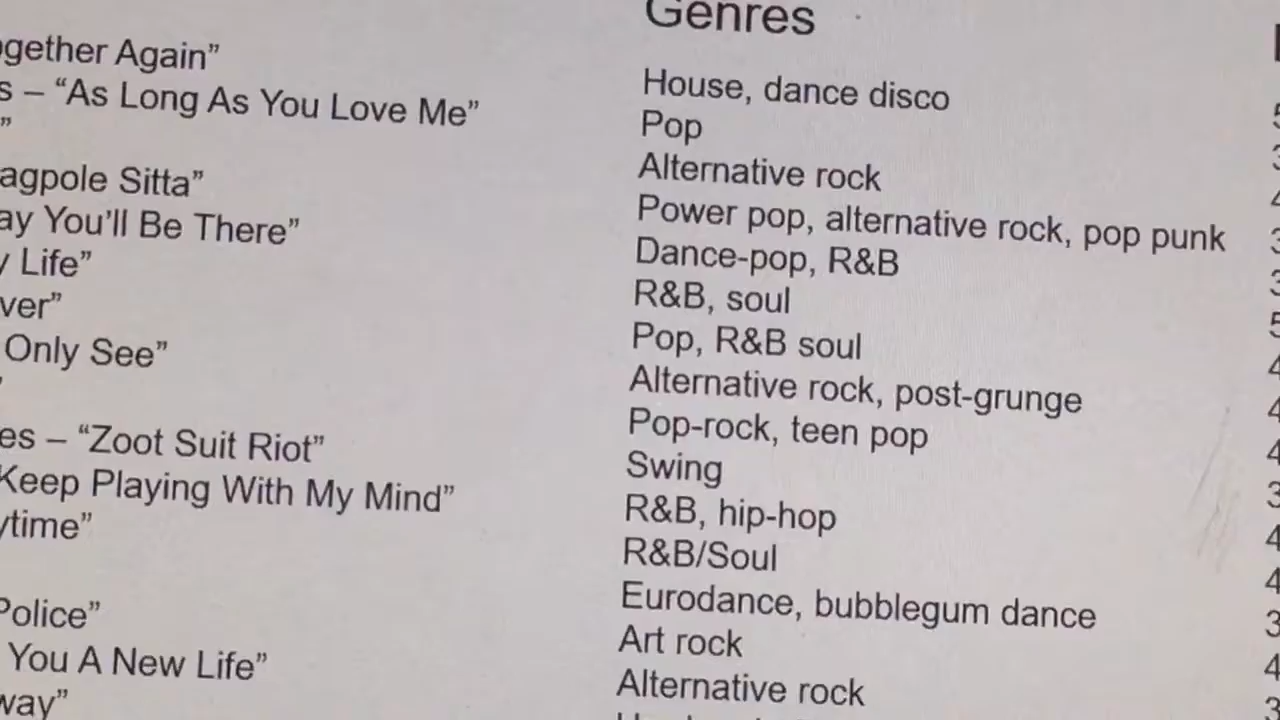 Genres
gether Again” House, dance disco
s – “As Long As You Love Me” Pop
” Alternative rock
agpole Sitta” Power pop, alternative rock, pop punk
ay You'll Be There” Dance-pop, R&B
Life” R&B, soul
ver” Pop, R&B soul
Only See” Alternative rock, post-grunge
Pop-rock, teen pop
es – “Zoot Suit Riot” Swing
Keep Playing With My Mind” R&B, hip-hop
ytime” R&B/Soul
Eurodance, bubblegum dance
Police” Art rock
You A New Life” Alternative rock
way”